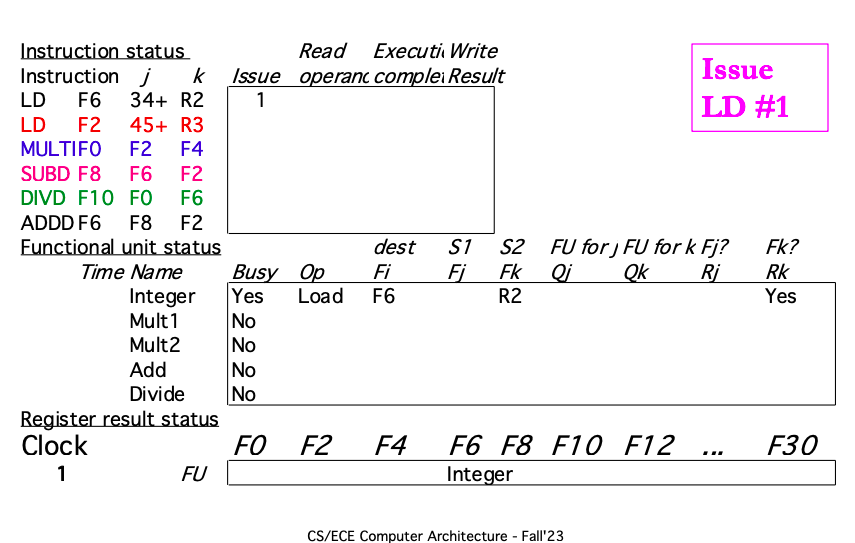 Instruction status Read Executi Write
Instruction j k Issue operand complet Result
LD F6 34+ R2 1
LD F2 45+ R3
MULTI F0 F2 F4
SUBD F8 F6 F2
DIVD F10 F0 F6
ADDD F6 F8 F2
Issue
LD #1
Functional unit status dest S1 S2 FU for j FU for k Fj? Fk?
Time Name Busy Op Fi Fj Fk Qj Qk Rj Rk
Integer Yes Load F6 R2 Yes
Mult1 No
Mult2 No
Add No
Divide No
Register result status
Clock F0 F2 F4 F6 F8 F10 F12 ... F30
1 FU Integer
CS/ECE Computer Architecture - Fall'23